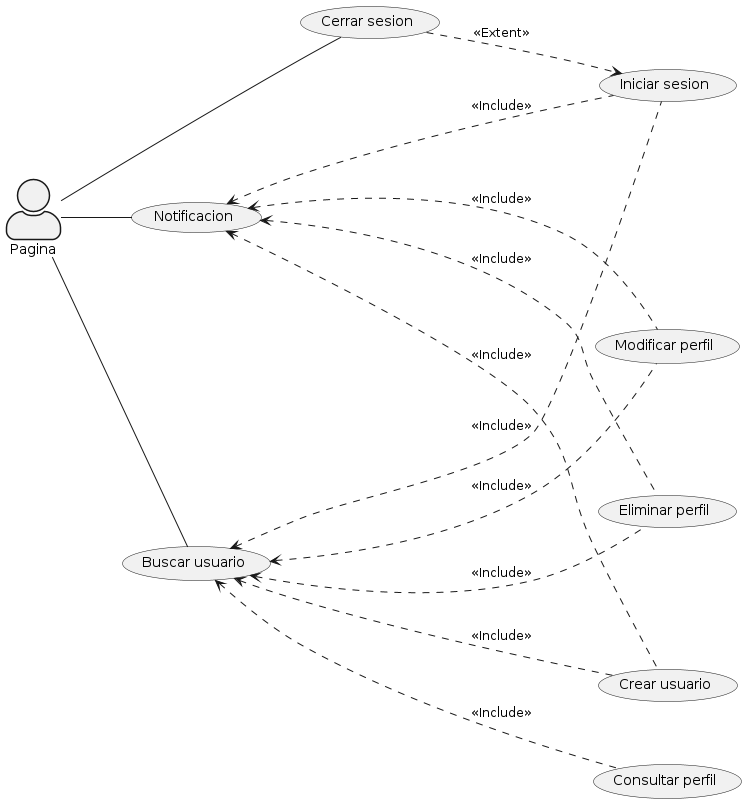 Cerrar sesion
«Extent»
Iniciar sesion
«Include»
«Include»
Notificacion
Pagina
«Include»
Modificar perfil
«Include»
«Include»
«Include»
Eliminar perfil
Buscar usuario
«Include»
«Include»
Crear usuario
«Include»
Consultar perfil